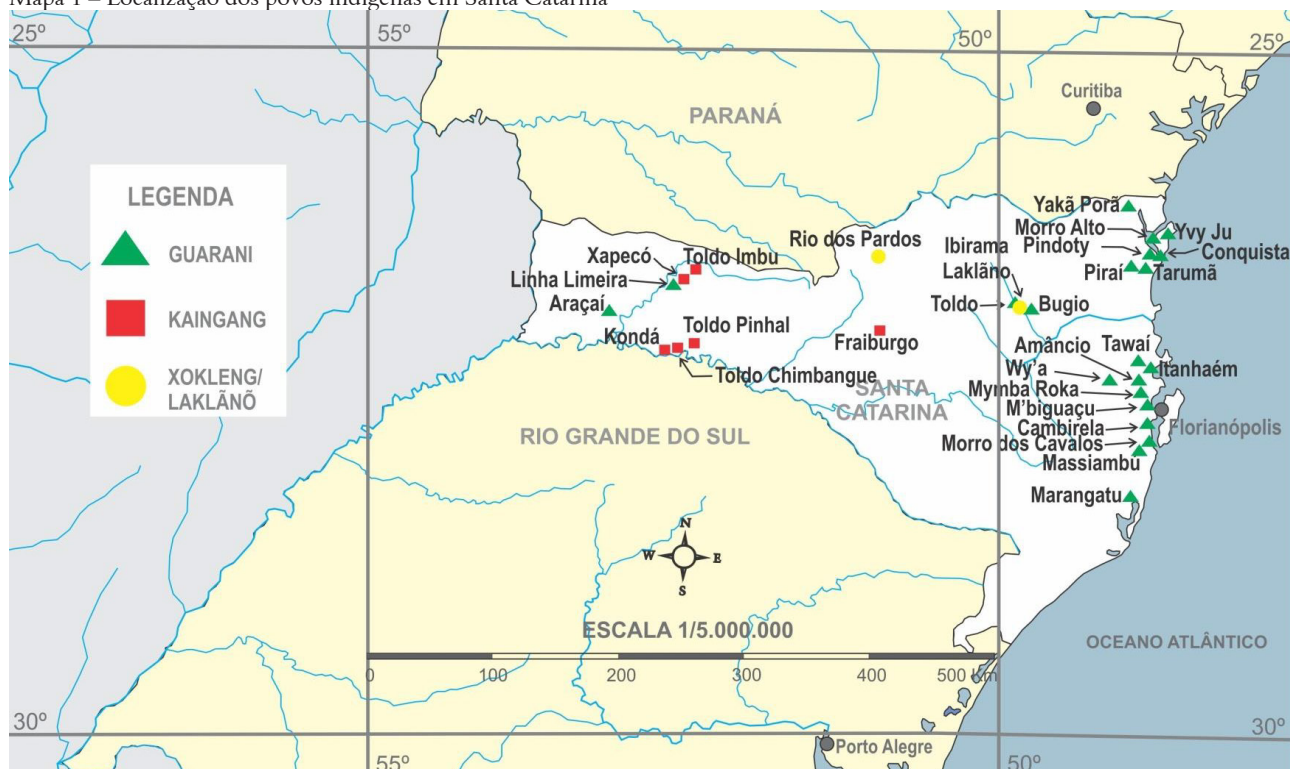 Mapa 1 – Localização dos povos indígenas em Santa Catarina
25º
55º
50º
25º
Curitiba
PARANÁ
LEGENDA
GUARANI
KAINGANG
XOKLENG/
LAKLÃNÕ
Yakã Porã
Morro Alto
Yvy Ju
Pindoty
Conquista
Piraí
Tarumã
Rio dos Pardos
Ibirama
Laklãno
Toldo
Bugio
Xapecó
Toldo Imbu
Linha Limeira
Araçaí
Kondá
Toldo Pinhal
Toldo Chimbangue
Fraiburgo
SANTA
CATARINA
Tawaí
Amâncio
Itanhaém
Wy'a
Mymba Roka
M'biguaçu
Cambirela
Florianópolis
Morro dos Cavalos
Massiambu
Marangatu
RIO GRANDE DO SUL
N
W
E
S
ESCALA 1/5.000.000
0
100
200
300
400
500 Km
OCEANO ATLÂNTICO
30º
30º
Porto Alegre
55º
50º